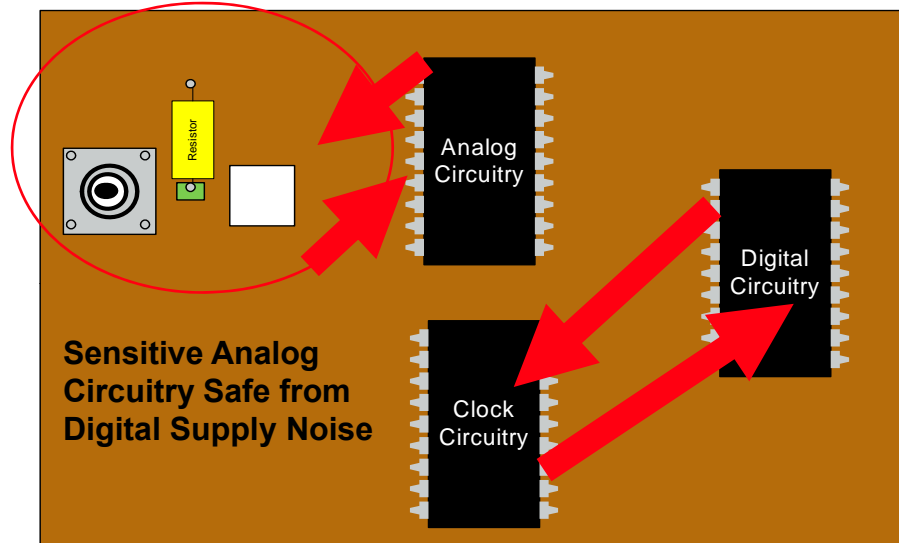 Resistor
Analog
Circuitry
Digital
Circuitry
Sensitive Analog
Circuitry Safe from
Digital Supply Noise
Clock
Circuitry